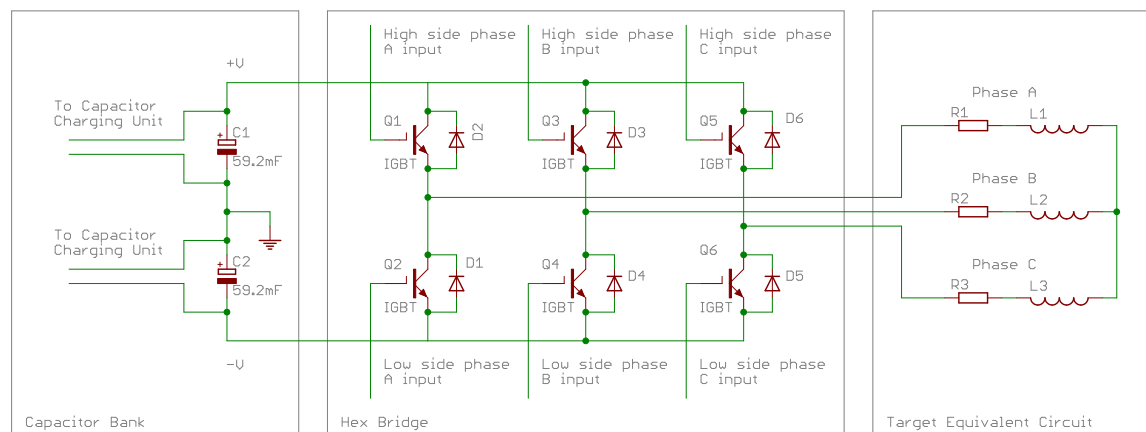 High side phase
A input
High side phase
B input
High side phase
C input
+V
To Capacitor
Charging Unit
C1
59.2mF
Q1
IGBT
D2
Q3
IGBT
D3
Q5
IGBT
D6
Phase A
R1
L1
Phase B
R2
L2
To Capacitor
Charging Unit
C2
59.2mF
Q2
IGBT
D1
Q4
IGBT
D4
Q6
IGBT
D5
Phase C
R3
L3
-V
Low side phase
A input
Low side phase
B input
Low side phase
C input
Capacitor Bank
Hex Bridge
Target Equivalent Circuit